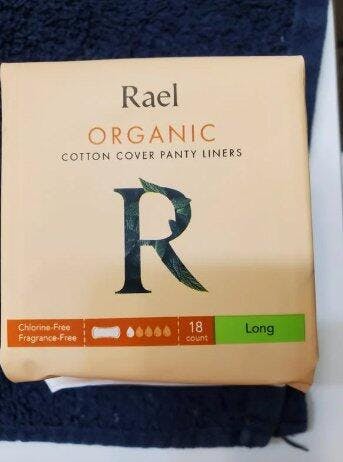 Rael
ORGANIC
COTTON COVER PANTY LINERS
R
Chlorine-Free
Fragrance-Free
18
count
Long